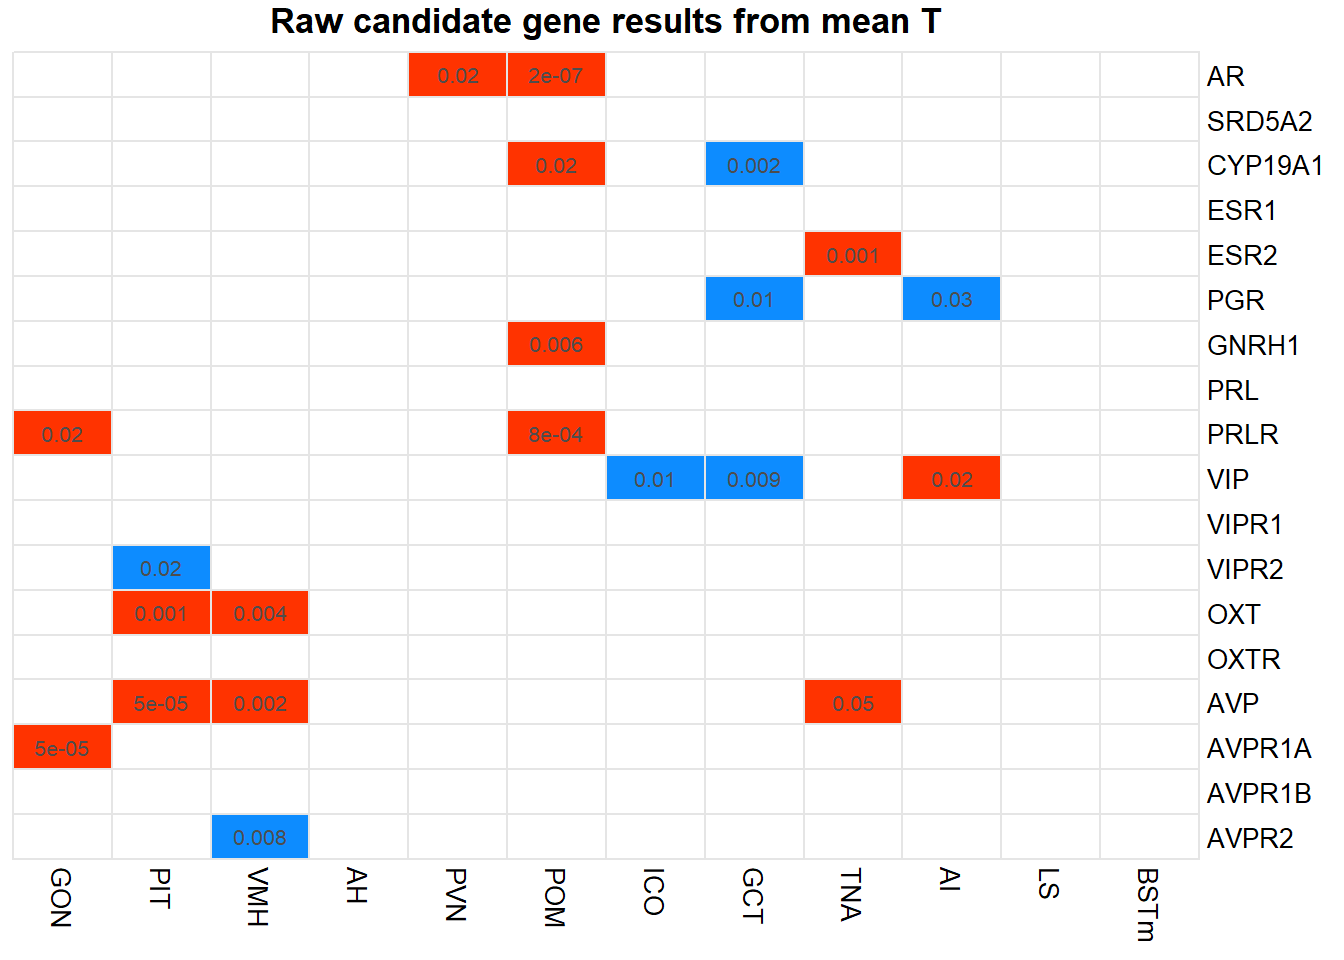 Raw candidate gene results from mean T
0.02 2e-07 AR
SRD5A2
0.02 0.002 CYP19A1
ESR1
0.001 ESR2
0.01 0.03 PGR
0.006 GNRH1
PRL
0.02 8e-04 PRLR
0.01 0.009 0.02 VIP
VIPR1
0.02 VIPR2
0.001 0.004 OXT
OXTR
5e-05 0.002 0.05 AVP
5e-05 AVPR1A
AVPR1B
0.008 AVPR2
GON PIT VMH AH PVN POM ICO GCT TNA AI LS BSTm